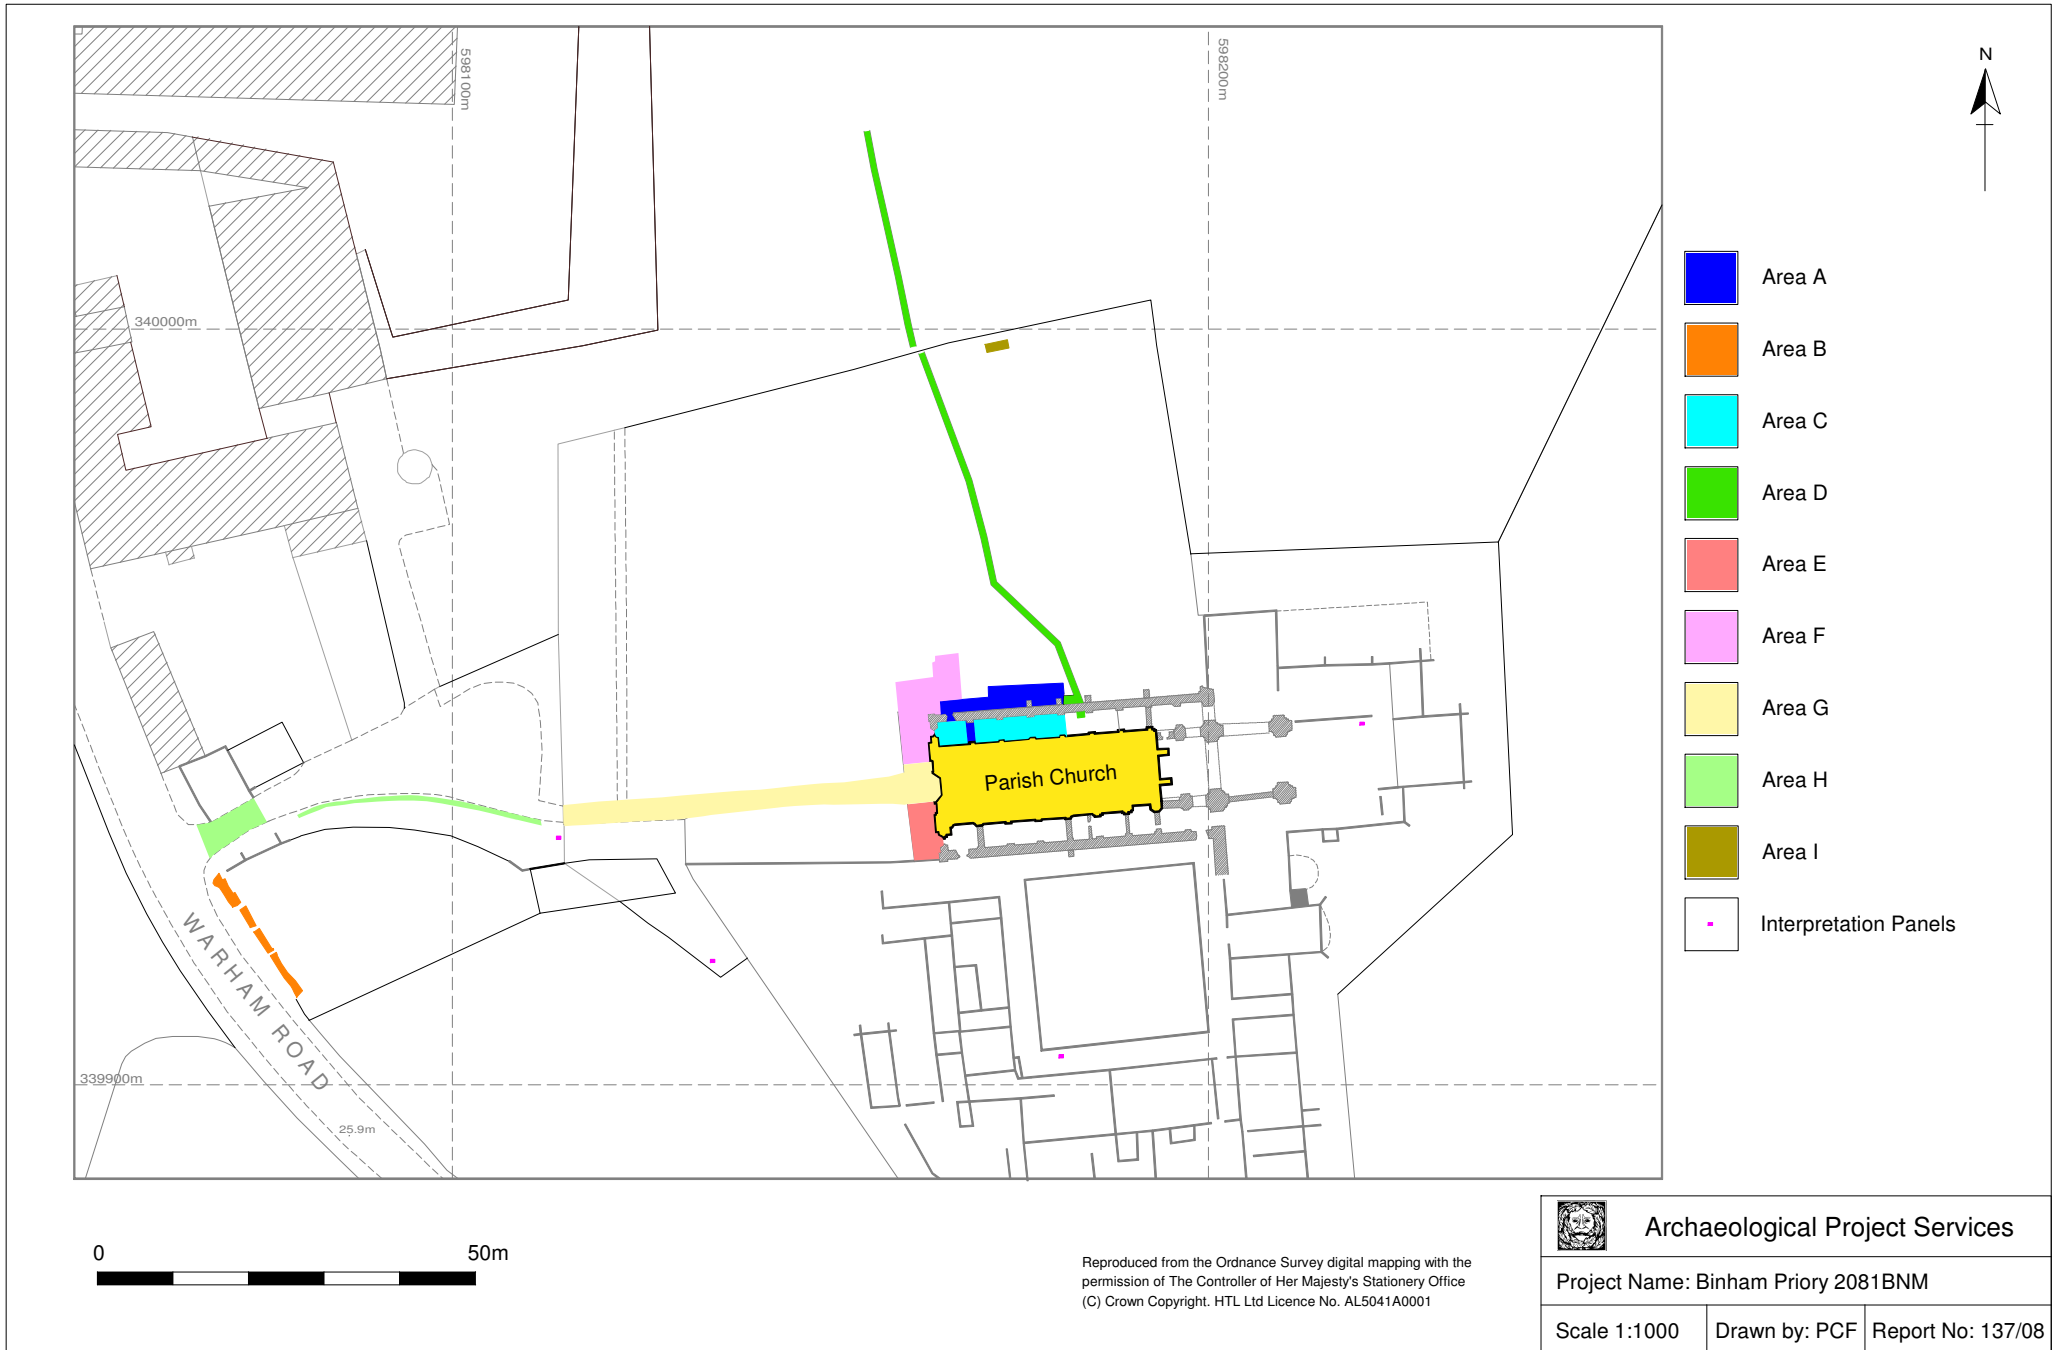 598100m
598200m
N
340000m
Area A
Area B
Area C
Area D
Area E
Area F
Area G
Area H
Area I
Interpretation Panels
Parish Church
WARHAM ROAD
339900m
25.9m
0 50m
Reproduced from the Ordnance Survey digital mapping with the
permission of The Controller of Her Majesty's Stationery Office
(C) Crown Copyright. HTL Ltd Licence No. AL5041A0001
Archaeological Project Services
Project Name: Binham Priory 2081BNM
Scale 1:1000 Drawn by: PCF Report No: 137/08